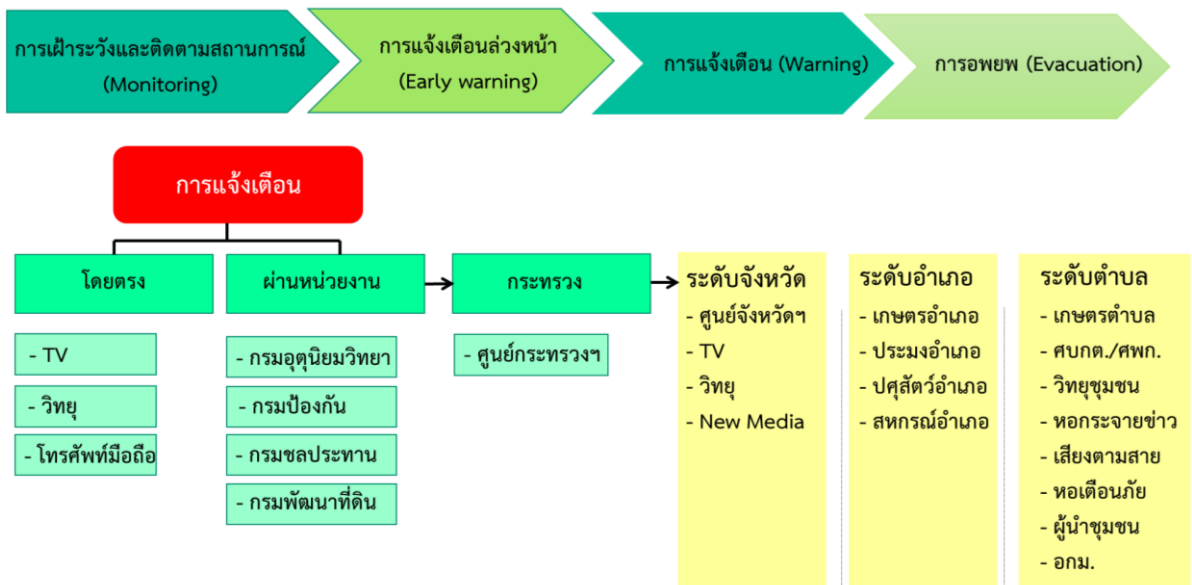 การเฝ้าระวังและติดตามสถานการณ์
(Monitoring)
การแจ้งเตือนล่วงหน้า
(Early warning)
การแจ้งเตือน (Warning)
การอพยพ (Evacuation)
การแจ้งเตือน
โดยตรง
- TV
- วิทยุ
- โทรศัพท์มือถือ
ผ่านหน่วยงาน
- กรมอุตุนิยมวิทยา
- กรมป้องกัน
- กรมชลประทาน
- กรมพัฒนาที่ดิน
กระทรวง
- ศูนย์กระทรวงฯ
ระดับจังหวัด
- ศูนย์จังหวัดฯ
- TV
- วิทยุ
- New Media
ระดับอำเภอ
- เกษตรอำเภอ
- ประมงอำเภอ
- ปศุสัตว์อำเภอ
- สหกรณ์อำเภอ
ระดับตำบล
- เกษตรตำบล
- ศบกต./ศพก.
- วิทยุชุมชน
- หอกระจายข่าว
- เสียงตามสาย
- หอเตือนภัย
- ผู้นำชุมชน
- อกม.